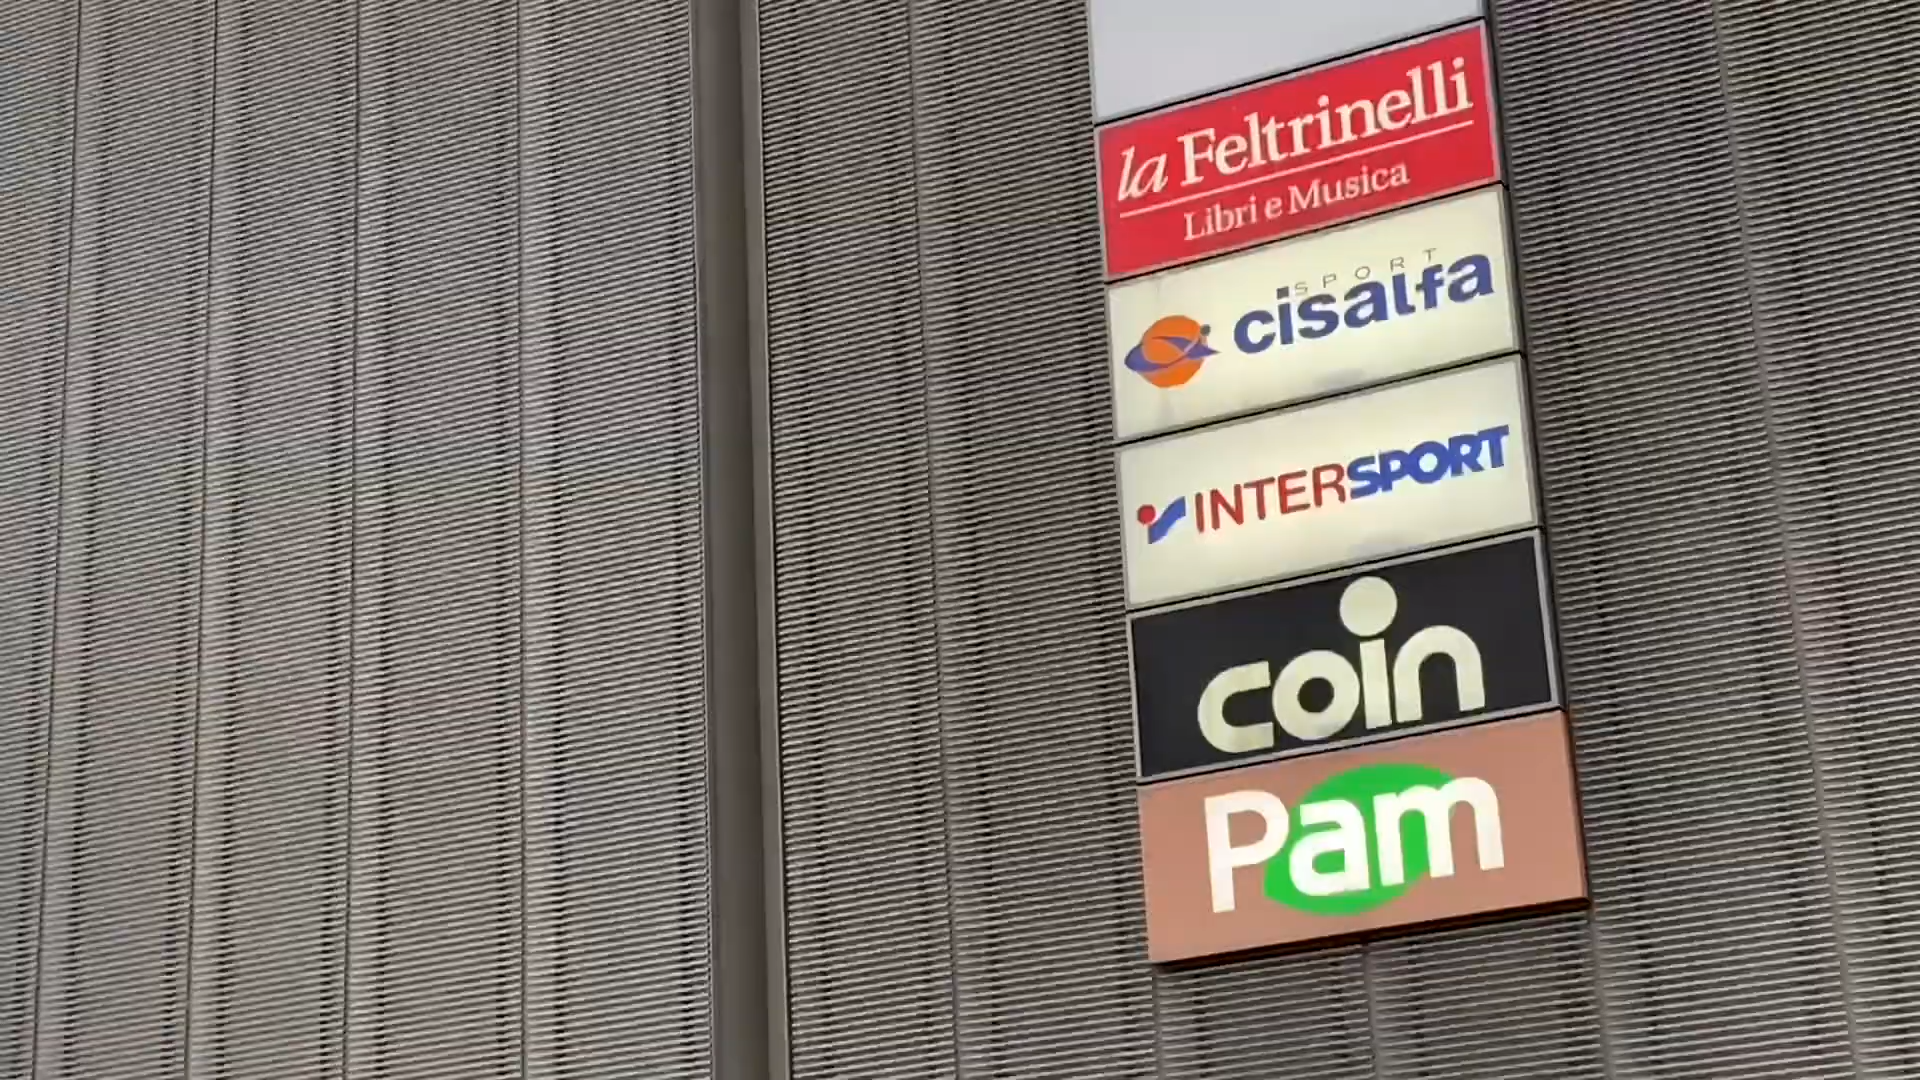 la Feltrinelli
Libri e Musica
SPORT
cisalfa
INTERSPORT
coin
Pam